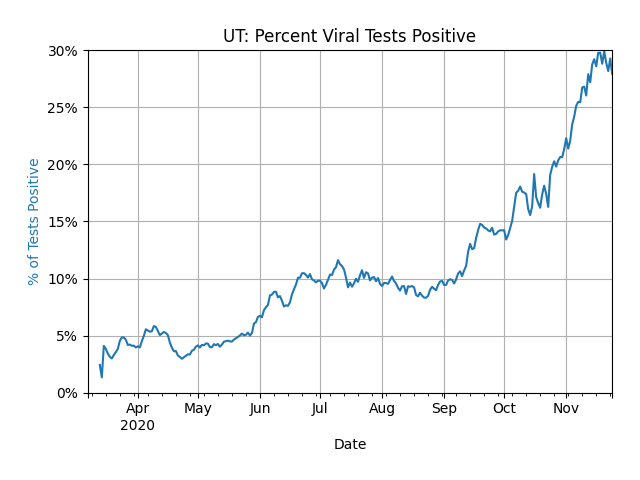 UT: Percent Viral Tests Positive
30%
25%
20%
15%
10%
5%
0%
% of Tests Positive
Apr May Jun Jul Aug Sep Oct Nov
2020
Date